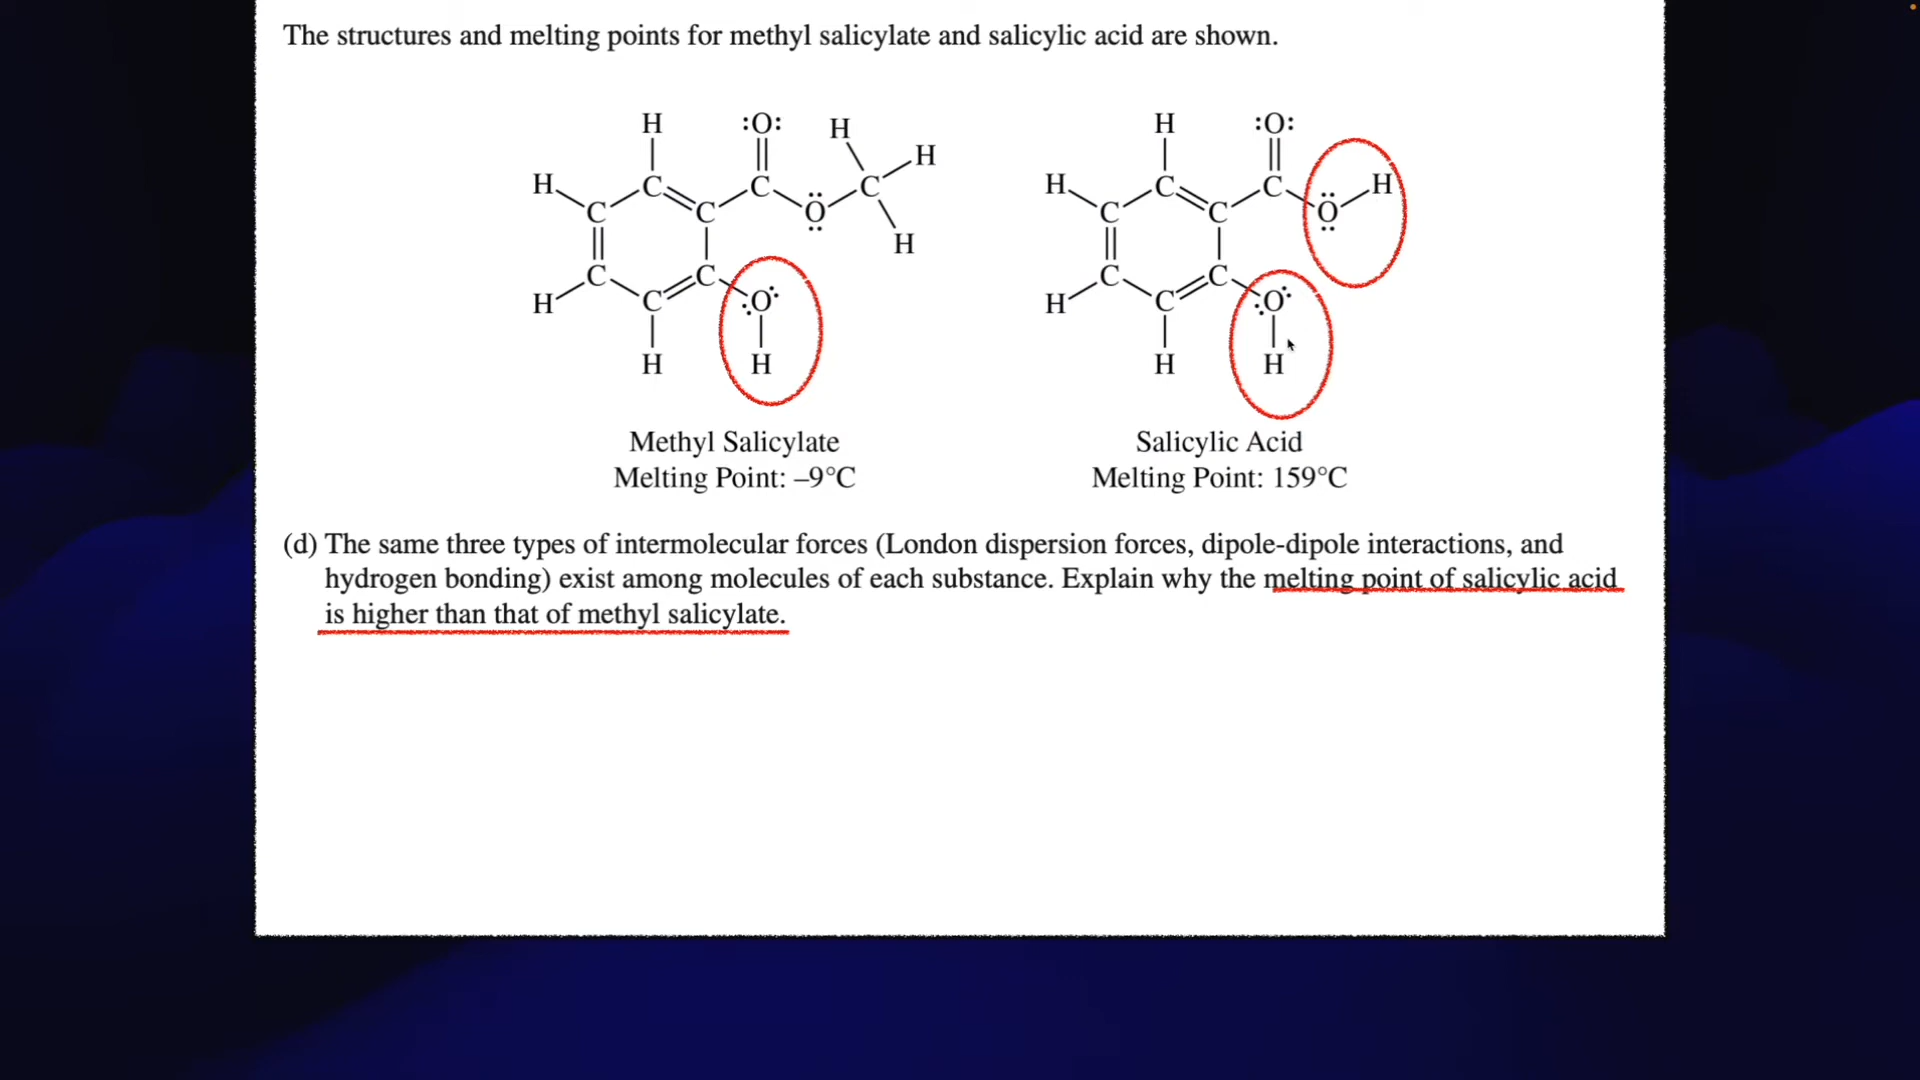 The structures and melting points for methyl salicylate and salicylic acid are shown.
H :O: H H
H C C O C H
C C
C C
H C :O: H
H H
H :O:
H C C O H
C C
C C
H C :O:
H H
Methyl Salicylate
Melting Point: –9°C
Salicylic Acid
Melting Point: 159°C
(d) The same three types of intermolecular forces (London dispersion forces, dipole-dipole interactions, and
hydrogen bonding) exist among molecules of each substance. Explain why the melting point of salicylic acid
is higher than that of methyl salicylate.